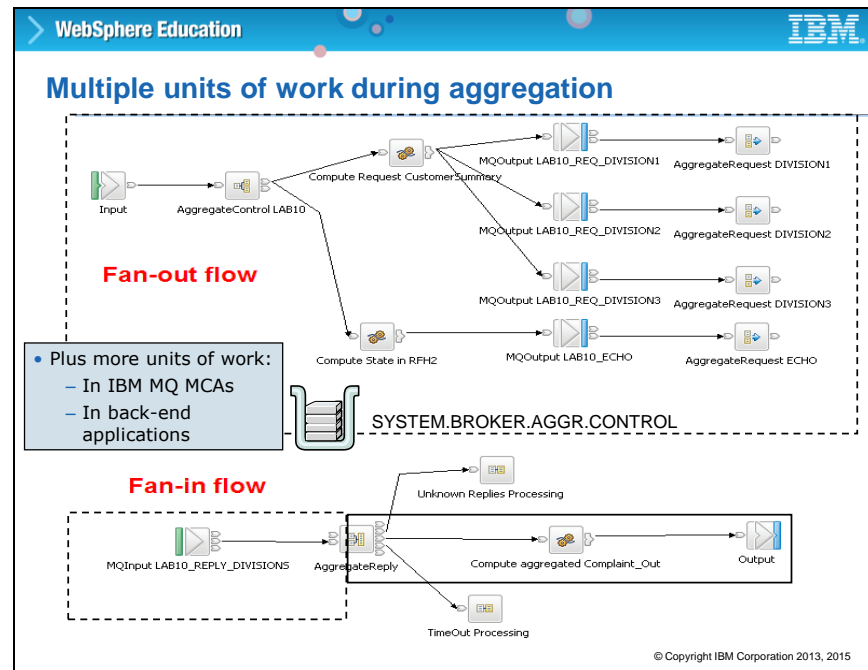 WebSphere Education
IBM
Multiple units of work during aggregation
Input
AggregateControl LAB10
Compute Request CustomerSummary
MQOutput LAB10_REQ_DIVISION1
AggregateRequest DIVISION1
MQOutput LAB10_REQ_DIVISION2
AggregateRequest DIVISION2
MQOutput LAB10_REQ_DIVISION3
AggregateRequest DIVISION3
Fan-out flow
Compute State in RFH2
MQOutput LAB10_ECHO
AggregateRequest ECHO
• Plus more units of work:
– In IBM MQ MCAs
– In back-end
applications
SYSTEM.BROKER.AGGR.CONTROL
Fan-in flow
Unknown Replies Processing
MQInput LAB10_REPLY_DIVISIONS
AggregateReply
Compute aggregated Complaint_Out
Output
TimeOut Processing
© Copyright IBM Corporation 2013, 2015